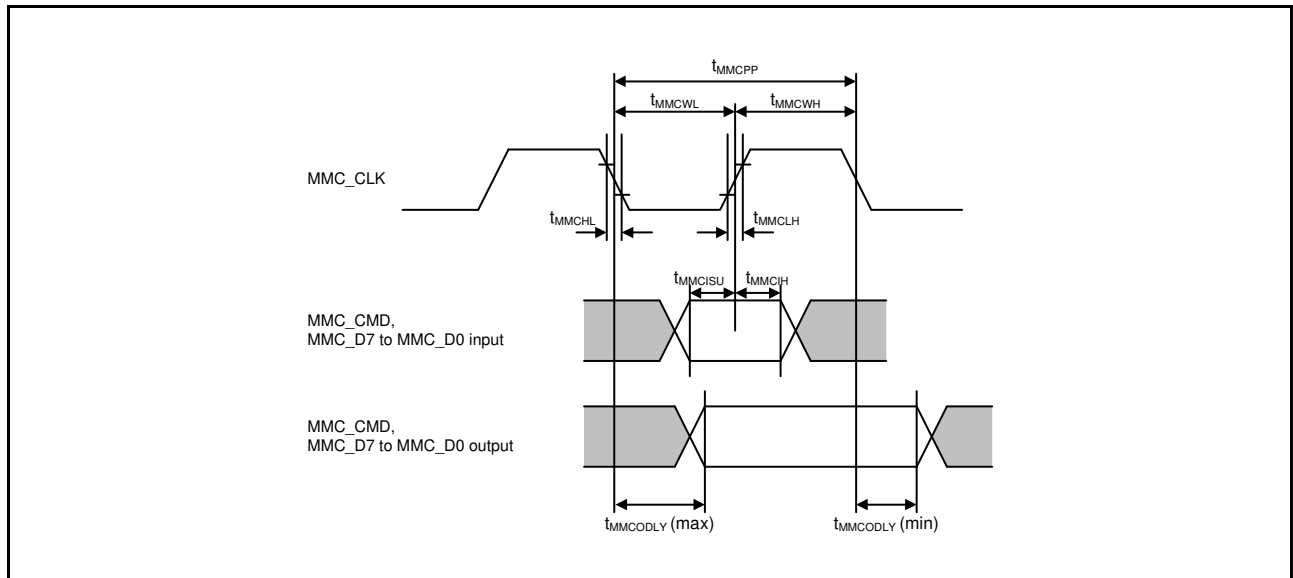 tMMCPP
tMMCWL
tMMCWH
MMC_CLK
tMMCHL
tMMCLH
tMMCISU
tMMCIH
MMC_CMD,
MMC_D7 to MMC_D0 input
MMC_CMD,
MMC_D7 to MMC_D0 output
tMMCODLY (max)
tMMCODLY (min)